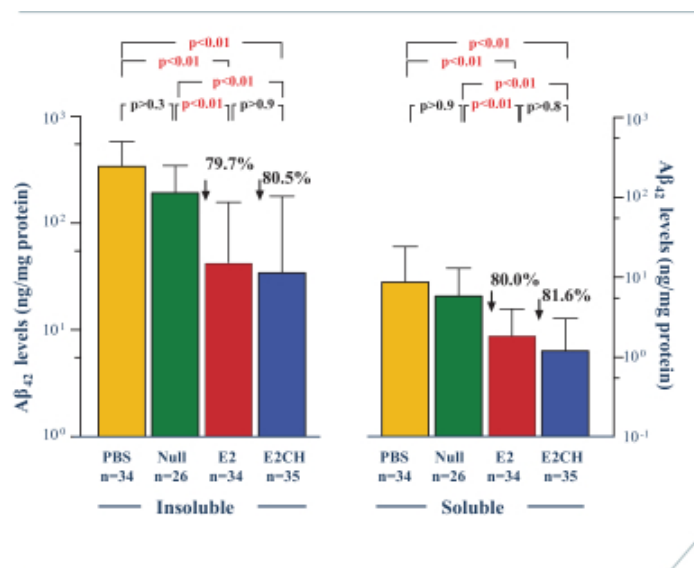 p<0.01
p<0.01
p<0.01
p>0.3 p<0.01 p>0.9
79.7%
80.5%
10³
10²
10¹
10⁰
Aβ₄₂ levels (ng/mg protein)
PBS Null E2 E2CH
n=34 n=26 n=34 n=35
Insoluble
p<0.01
p<0.01
p<0.01
p>0.9 p<0.01 p>0.8
80.0%
81.6%
10³
10²
10¹
10⁰
10⁻¹
Aβ₄₂ levels (ng/mg protein)
PBS Null E2 E2CH
n=34 n=26 n=34 n=35
Soluble